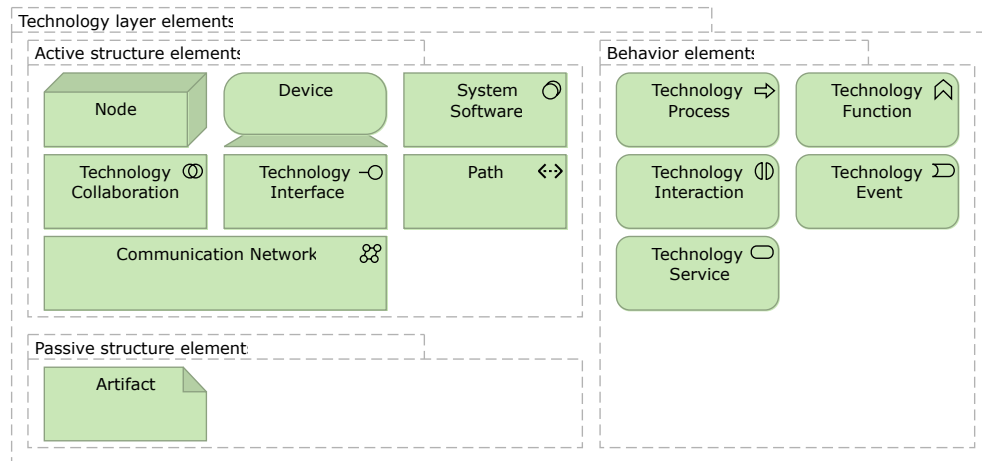 Technology layer elements
Active structure elements
Node
Device
System
Software
Technology
Collaboration
Technology
Interface
Path
Communication Network
Passive structure element
Artifact
Behavior elements
Technology
Process
Technology
Function
Technology
Interaction
Technology
Event
Technology
Service